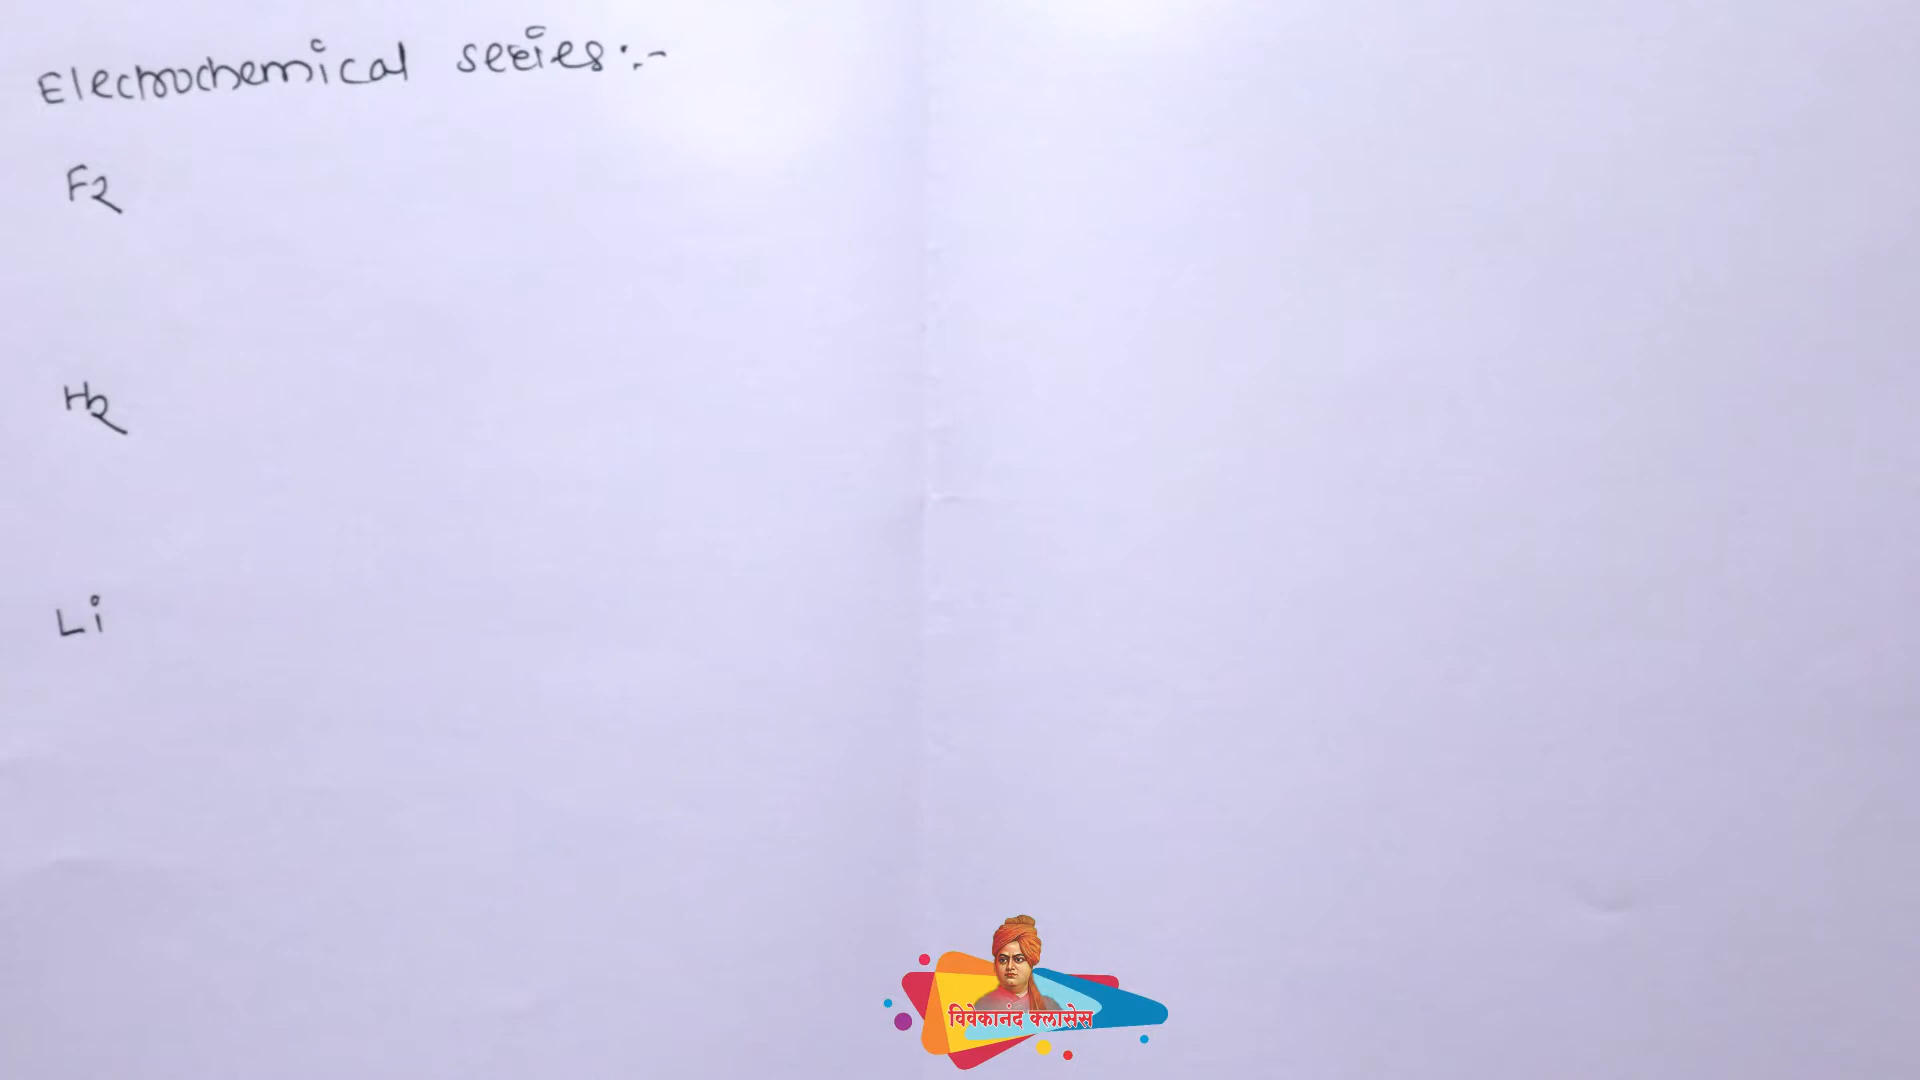 Electrochemical series:-
F2
H2
Li
विवेकानंद क्लासेस